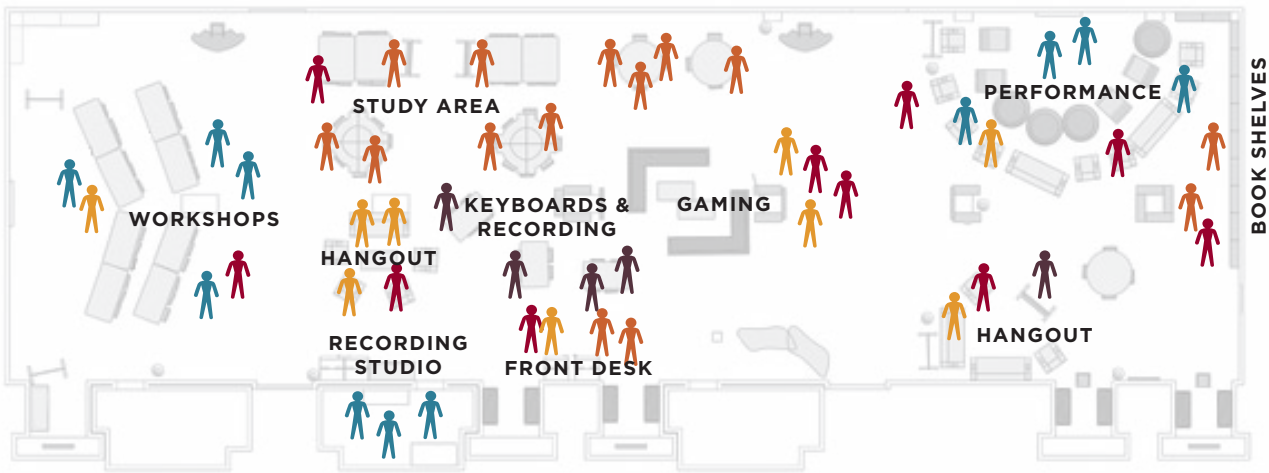 STUDY AREA
PERFORMANCE
BOOK SHELVES
WORKSHOPS
KEYBOARDS &
RECORDING
GAMING
HANGOUT
RECORDING
STUDIO
FRONT DESK
HANGOUT